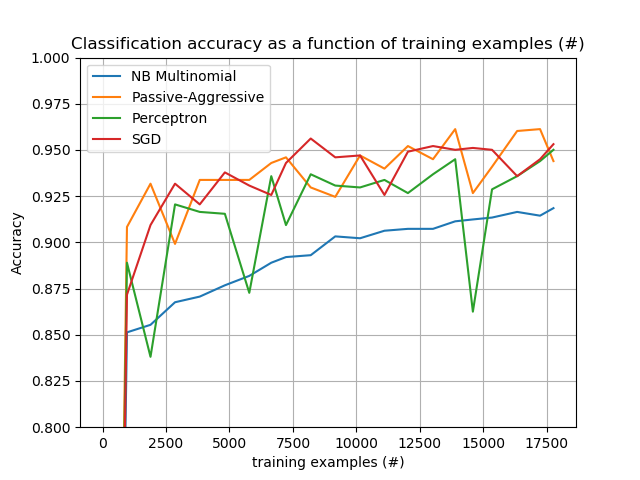 Classification accuracy as a function of training examples (#)
1.000
0.975
0.950
0.925
0.900
0.875
0.850
0.825
0.800
Accuracy
NB Multinomial
Passive-Aggressive
Perceptron
SGD
0 2500 5000 7500 10000 12500 15000 17500
training examples (#)